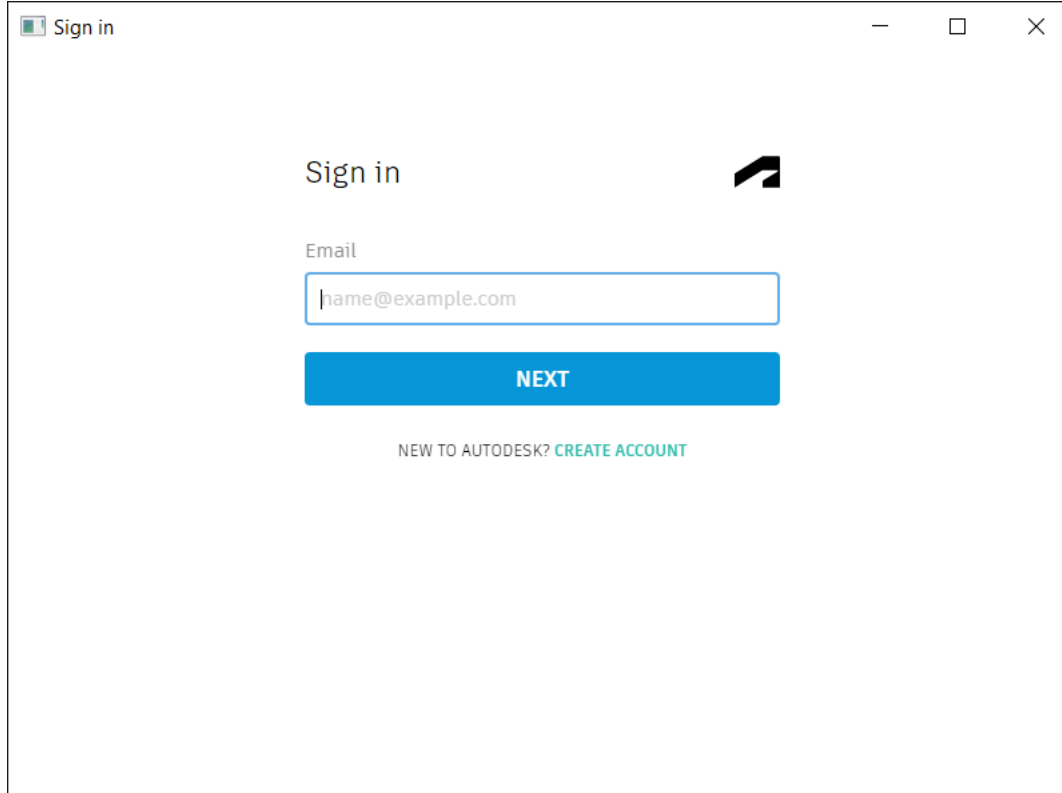 Sign in
Sign in
Email
name@example.com
NEXT
NEW TO AUTODESK? CREATE ACCOUNT